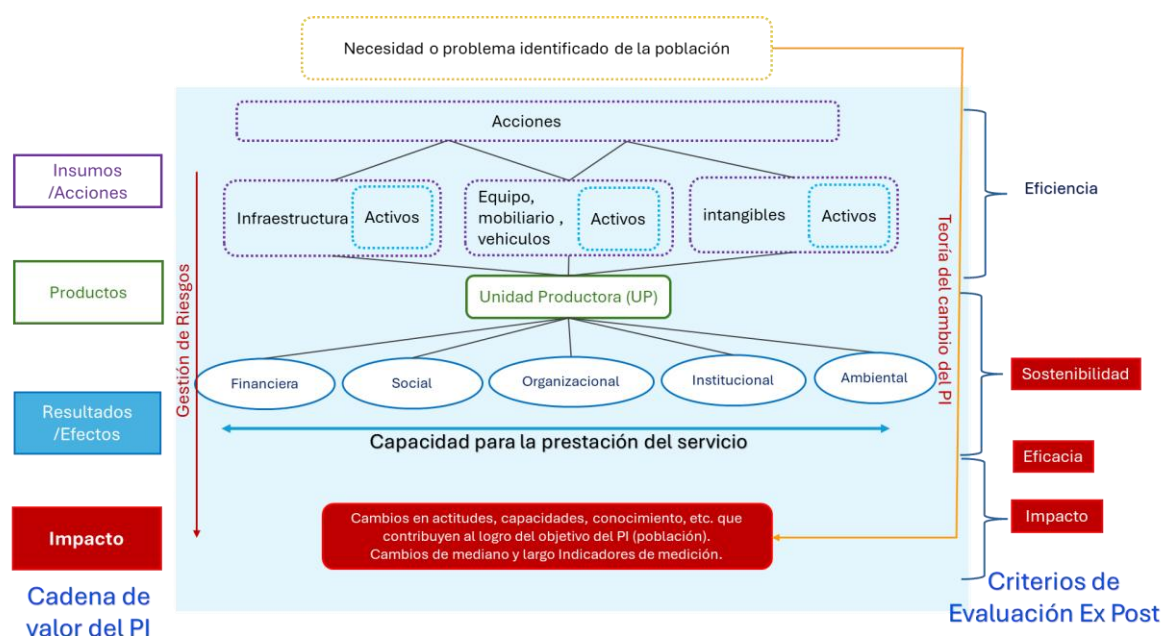 Necesidad o problema identificado de la población
Acciones
Insumos
/Acciones
Infraestructura
Activos
Equipo,
mobiliario ,
vehiculos
Activos
intangibles
Activos
Eficiencia
Productos
Unidad Productora (UP)
Gestión de Riesgos
Teoría del cambio del PI
Financiera
Social
Organizacional
Institucional
Ambiental
Sostenibilidad
Resultados
/Efectos
Capacidad para la prestación del servicio
Eficacia
Impacto
Cambios en actitudes, capacidades, conocimiento, etc. que
contribuyen al logro del objetivo del PI (población).
Cambios de mediano y largo Indicadores de medición.
Impacto
Cadena de
valor del PI
Criterios de
Evaluación Ex Post